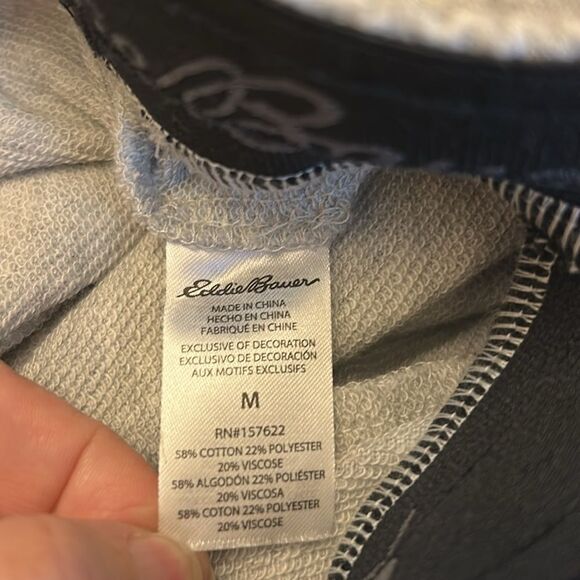 Eddie Bauer
MADE IN CHINA
HECHO EN CHINA
FABRIQUÉ EN CHINE
EXCLUSIVE OF DECORATION
EXCLUSIVO DE DECORACIÓN
AUX MOTIFS EXCLUSIFS
M
RN#157622
58% COTTON 22% POLYESTER
20% VISCOSE
58% ALGODÓN 22% POLIÉSTER
20% VISCOSA
58% COTON 22% POLYESTER
20% VISCOSE